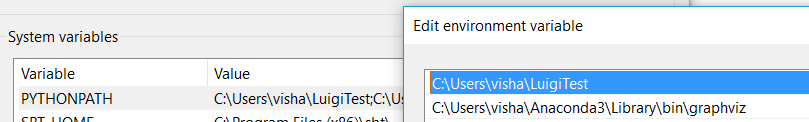 System variables
Variable Value
PYTHONPATH C:\Users\visha\LuigiTest;C:\Us
SBT_HOME C:\Program Files (x86)\sbt\
Edit environment variable
C:\Users\visha\LuigiTest
C:\Users\visha\Anaconda3\Library\bin\graphviz